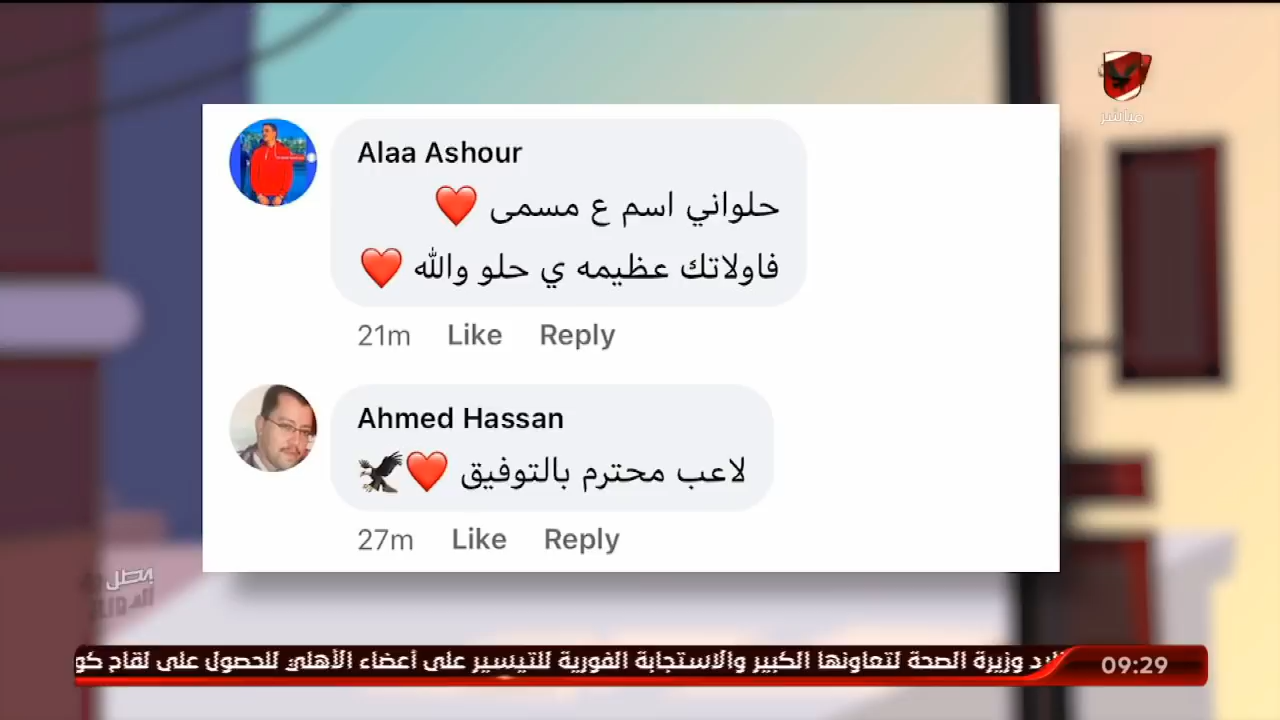 مباشر
Alaa Ashour
حلواني اسم ع مسمى ❤️
فاولاتك عظيمه ي حلو والله ❤️
21m Like Reply
Ahmed Hassan
لاعب محترم بالتوفيق ❤️🦅
27m Like Reply
وزيرة الصحة لتعاونها الكبير والاستجابة الفورية للتيسير على أعضاء الأهلي للحصول على لقاح
09:29